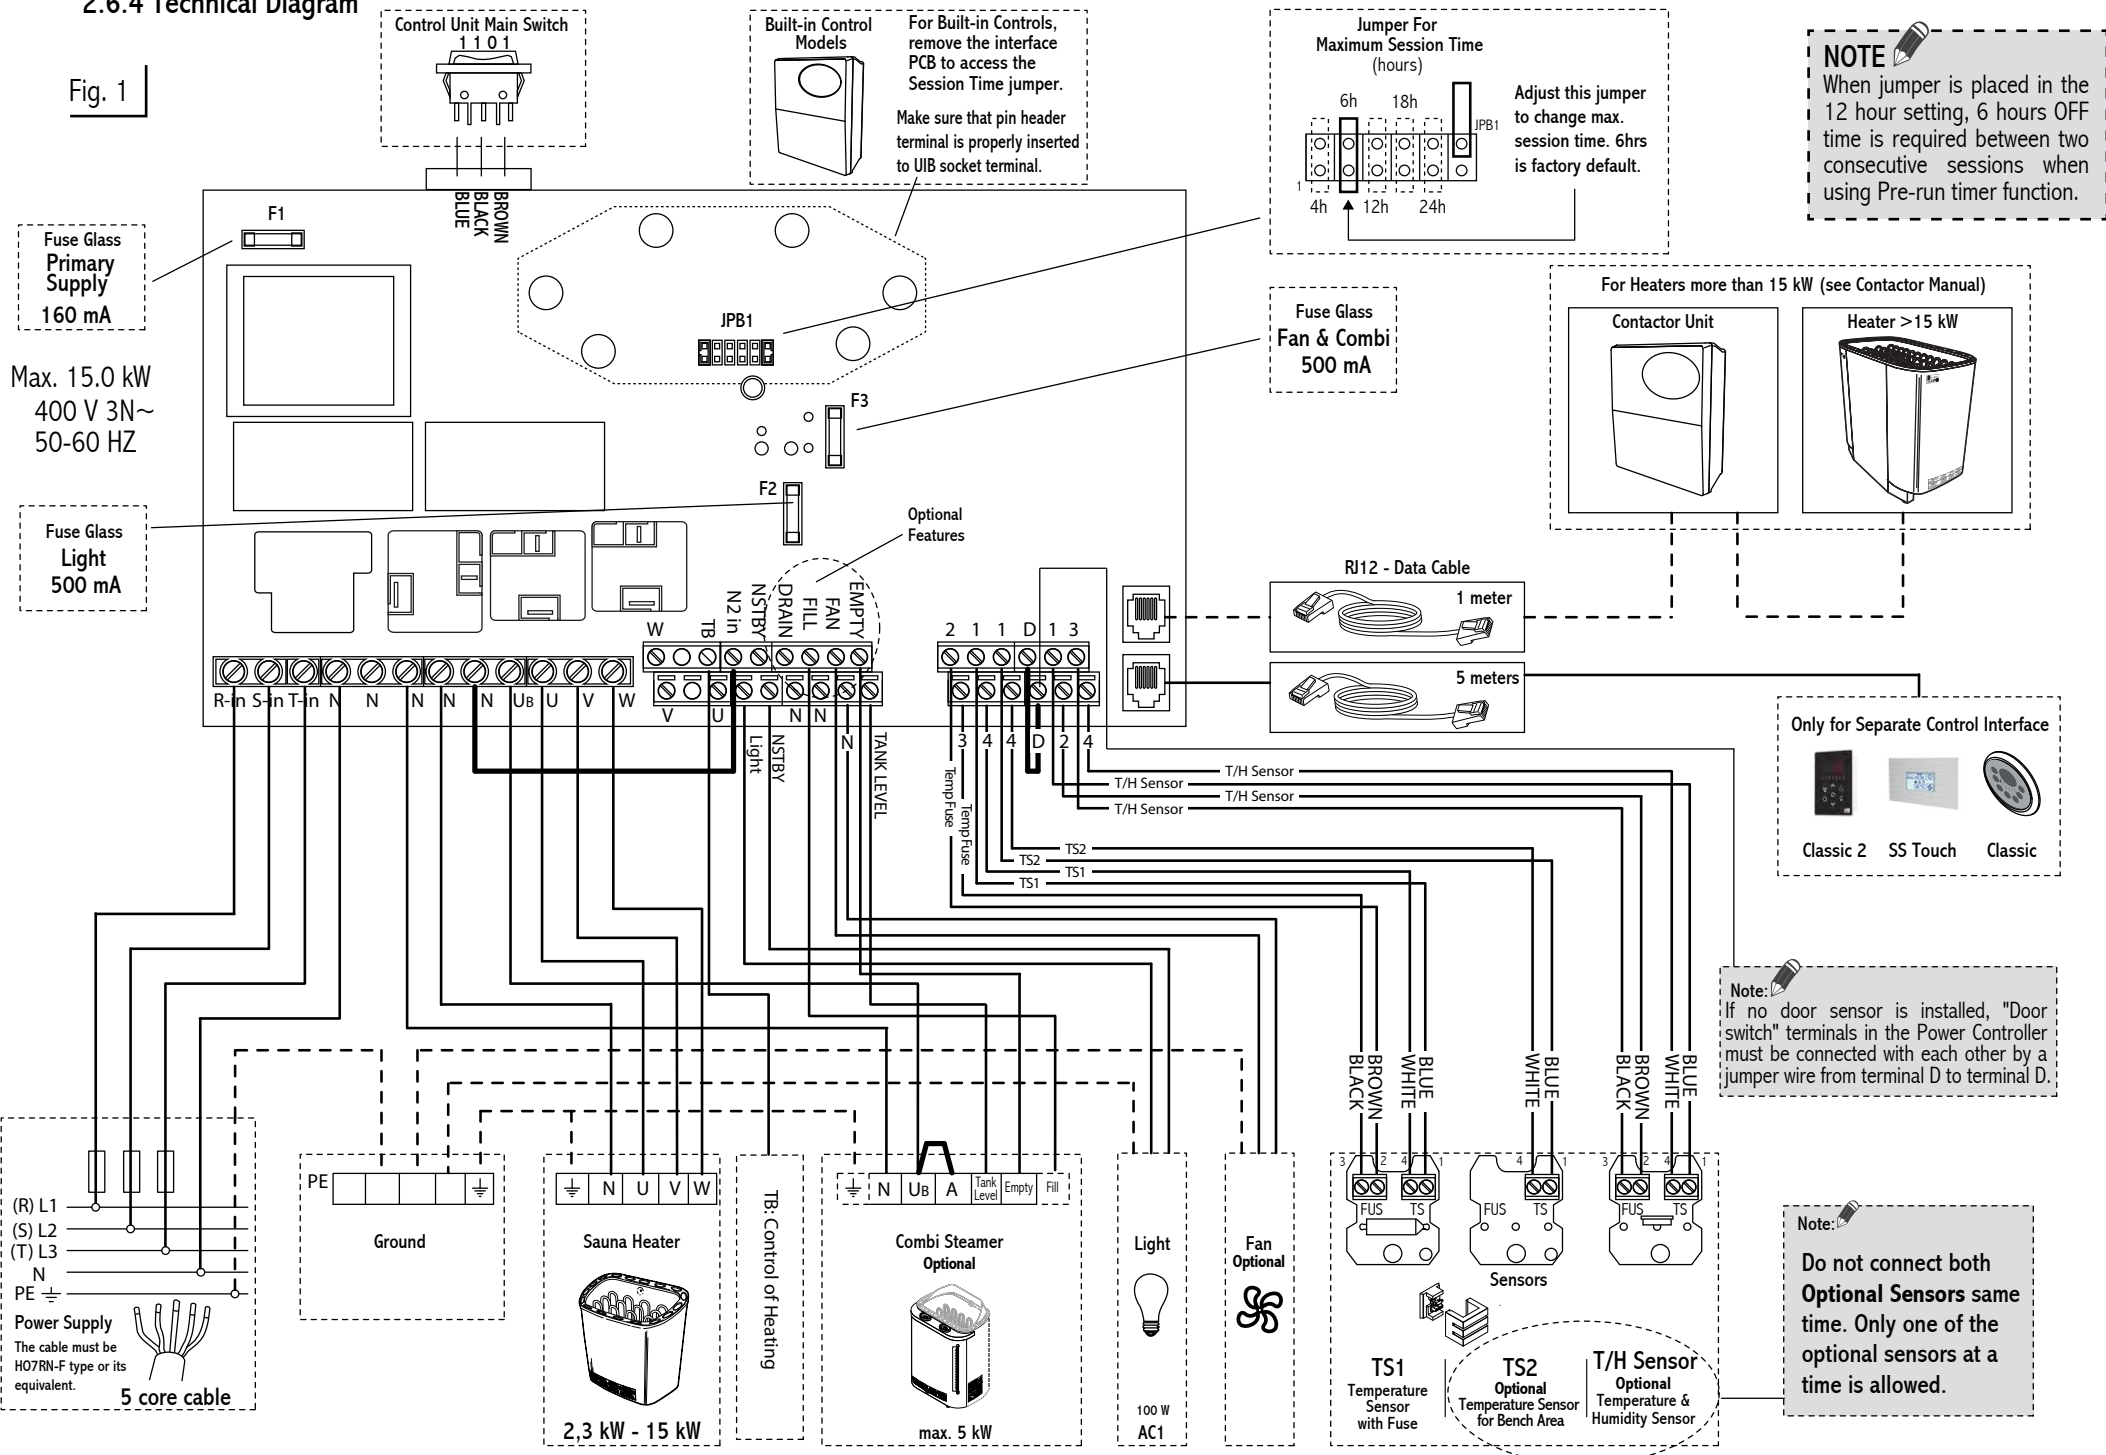 2.6.4 Technical Diagram
Fig. 1
Control Unit Main Switch
1 1 0 1
BLUE
BLACK
BROWN
Built-in Control
Models
For Built-in Controls,
remove the interface
PCB to access the
Session Time jumper.
Make sure that pin header
terminal is properly inserted
to UIB socket terminal.
Jumper For
Maximum Session Time
(hours)
6h 18h
JPB1
1
4h 12h 24h
Adjust this jumper
to change max.
session time. 6hrs
is factory default.
NOTE
When jumper is placed in the
12 hour setting, 6 hours OFF
time is required between two
consecutive sessions when
using Pre-run timer function.
Fuse Glass
Primary
Supply
160 mA
F1
Max. 15.0 kW
400 V 3N~
50-60 HZ
Fuse Glass
Light
500 mA
JPB1
F3
F2
Fuse Glass
Fan & Combi
500 mA
Optional
Features
For Heaters more than 15 kW (see Contactor Manual)
Contactor Unit
Heater >15 kW
RJ12 - Data Cable
1 meter
5 meters
Only for Separate Control Interface
Classic 2 SS Touch Classic
W TB N2 in NSTBY DRAIN FILL FAN EMPTY
2 1 1 D 1 3
R-in S-in T-in N N N N N UB U V W
V U N N
Light
NSTBY
N
TANK LEVEL
3 4 4 D 2 4
Temp Fuse
Temp Fuse
T/H Sensor T/H Sensor
T/H Sensor T/H Sensor
TS2
TS2
TS1
TS1
Note:
If no door sensor is installed, "Door
switch" terminals in the Power Controller
must be connected with each other by a
jumper wire from terminal D to terminal D.
BLACK
BROWN
WHITE
BLUE
WHITE
BLUE
BLACK
BROWN
WHITE
BLUE
(R) L1
(S) L2
(T) L3
N
PE
Power Supply
The cable must be
H07RN-F type or its
equivalent.
5 core cable
PE
Ground
N U V W
Sauna Heater
2,3 kW - 15 kW
TB: Control of Heating
N UB A Tank Level Empty Fill
Combi Steamer
Optional
max. 5 kW
Light
100 W
AC1
Fan
Optional
3 2 4 1
FUS TS
4 1
FUS TS
3 2 4 1
FUS TS
Sensors
TS1
Temperature
Sensor
with Fuse
TS2
Optional
Temperature Sensor
for Bench Area
T/H Sensor
Optional
Temperature &
Humidity Sensor
Note:
Do not connect both
Optional Sensors same
time. Only one of the
optional sensors at a
time is allowed.